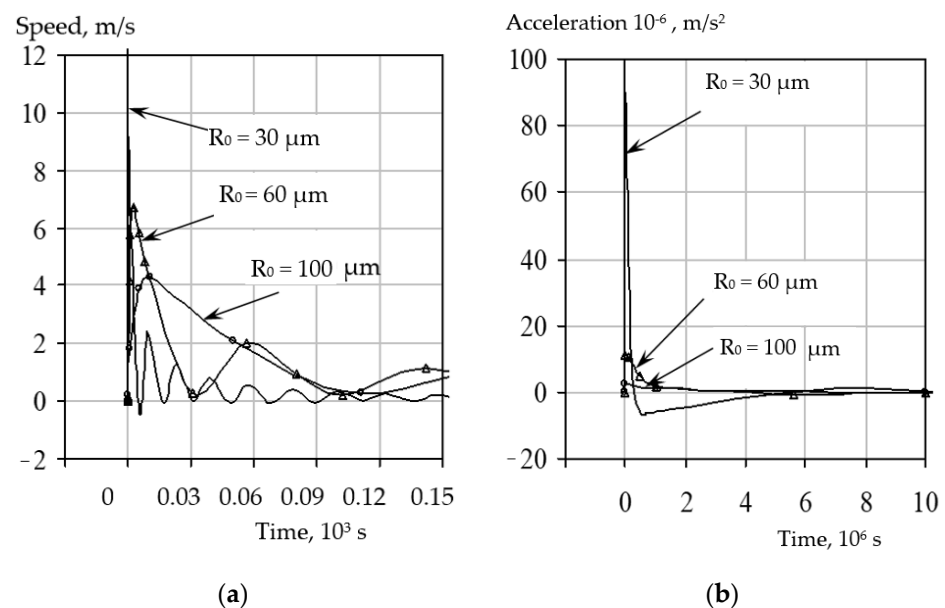 Speed, m/s
12
10
8
6
4
2
0
-2
R0 = 30 µm
R0 = 60 µm
R0 = 100 µm
0 0.03 0.06 0.09 0.12 0.15
Time, 10³ s
(a)
Acceleration 10⁻⁶ , m/s²
100
80
60
40
20
0
-20
R0 = 30 µm
R0 = 60 µm
R0 = 100 µm
0 2 4 6 8 10
Time, 10⁶ s
(b)